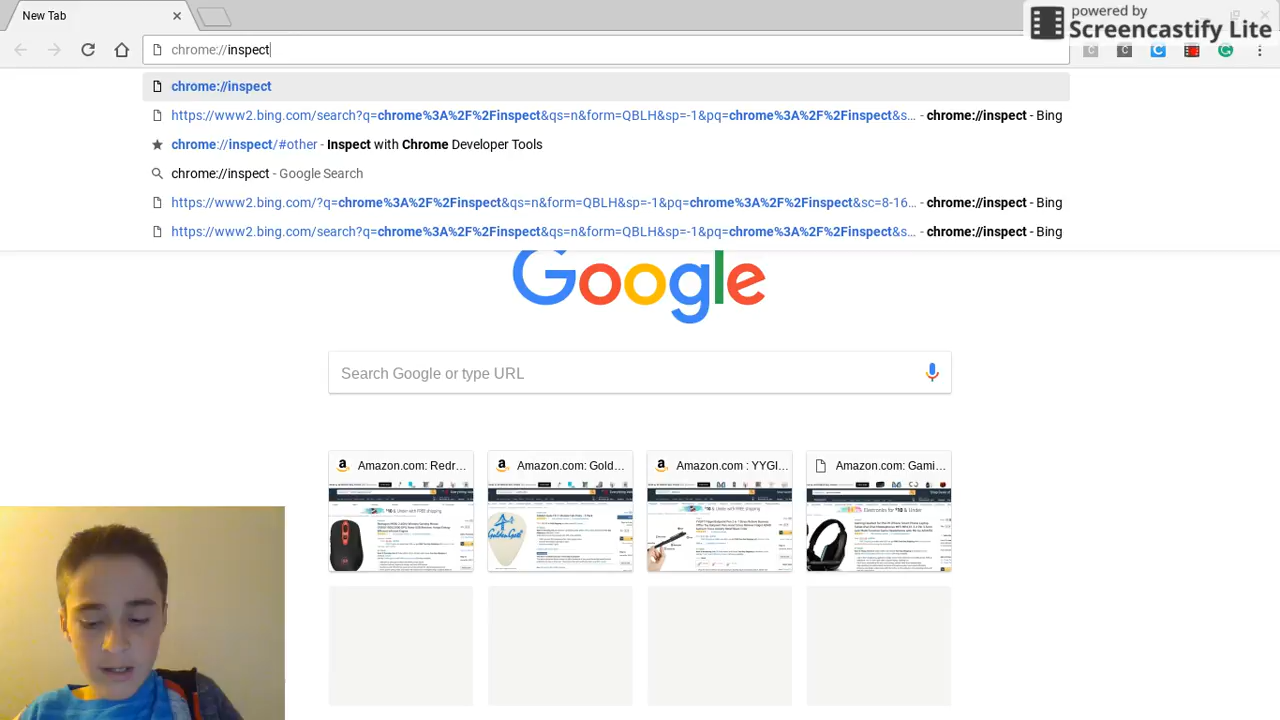 New Tab
powered by
Screencastify Lite
chrome://inspect
chrome://inspect
https://www2.bing.com/search?q=chrome%3A%2F%2Finspect&qs=n&form=QBLH&sp=-1&pq=chrome%3A%2F%2Finspect&s... - chrome://inspect - Bing
chrome://inspect/#other - Inspect with Chrome Developer Tools
chrome://inspect - Google Search
https://www2.bing.com/?q=chrome%3A%2F%2Finspect&qs=n&form=QBLH&sp=-1&pq=chrome%3A%2F%2Finspect&sc=8-16... - chrome://inspect - Bing
https://www2.bing.com/search?q=chrome%3A%2F%2Finspect&qs=n&form=QBLH&sp=-1&pq=chrome%3A%2F%2Finspect&s... - chrome://inspect - Bing
Google
Search Google or type URL
Amazon.com: Redr...
Amazon.com: Gold...
Amazon.com : YYGI...
Amazon.com: Gami...